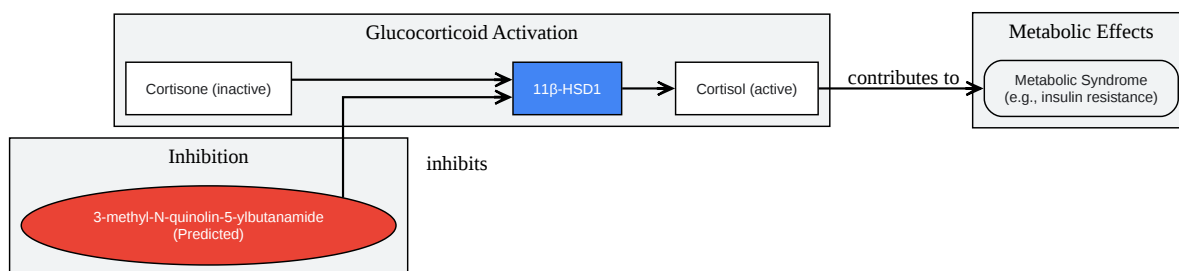 Glucocorticoid Activation
Metabolic Effects
Cortisone (inactive)
11β-HSD1
Cortisol (active)
contributes to
Metabolic Syndrome
(e.g., insulin resistance)
Inhibition
inhibits
3-methyl-N-quinolin-5-ylbutanamide
(Predicted)